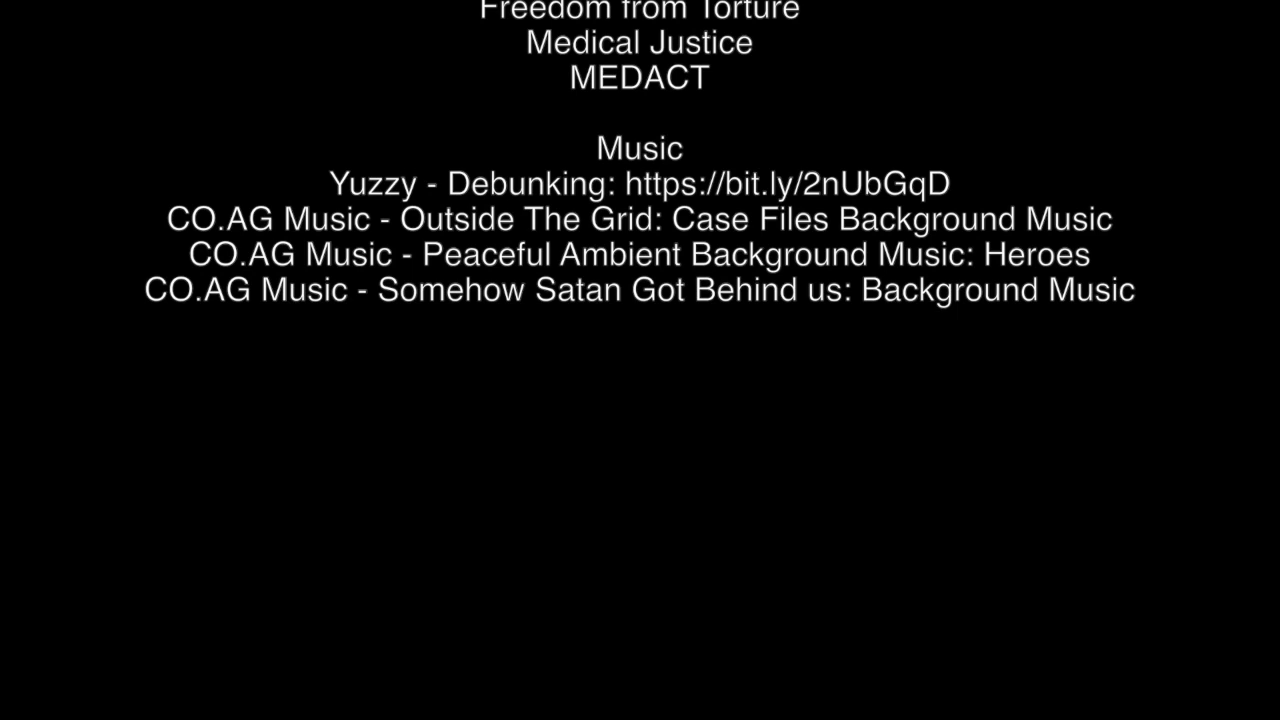 Freedom from Torture
Medical Justice
MEDACT
Music
Yuzzy - Debunking: https://bit.ly/2nUbGqD
CO.AG Music - Outside The Grid: Case Files Background Music
CO.AG Music - Peaceful Ambient Background Music: Heroes
CO.AG Music - Somehow Satan Got Behind us: Background Music